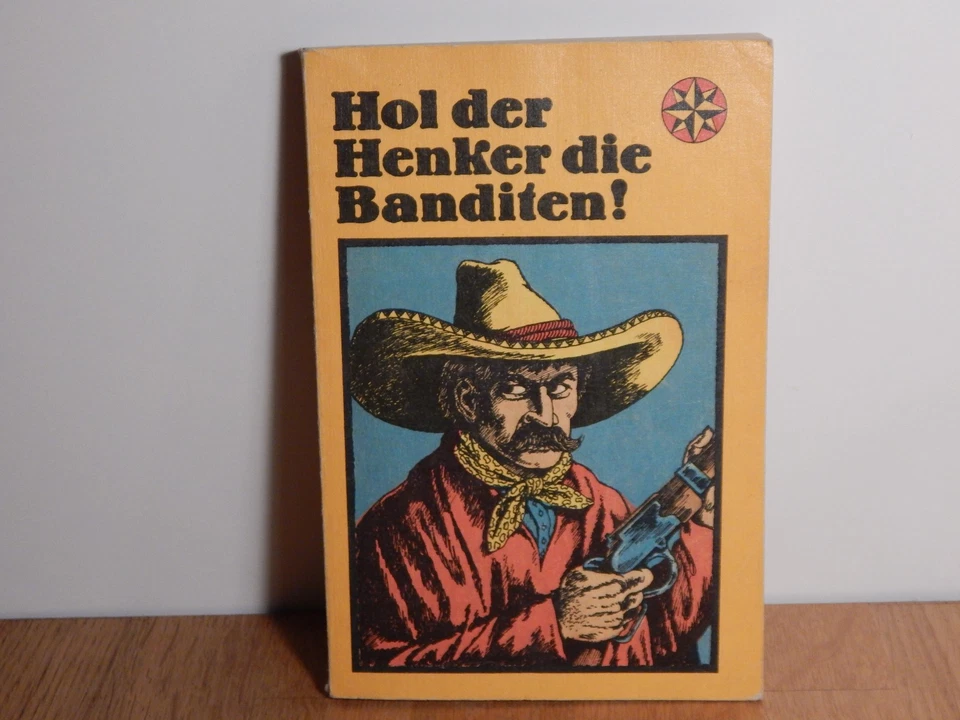 Hol der
Henker die
Banditen!